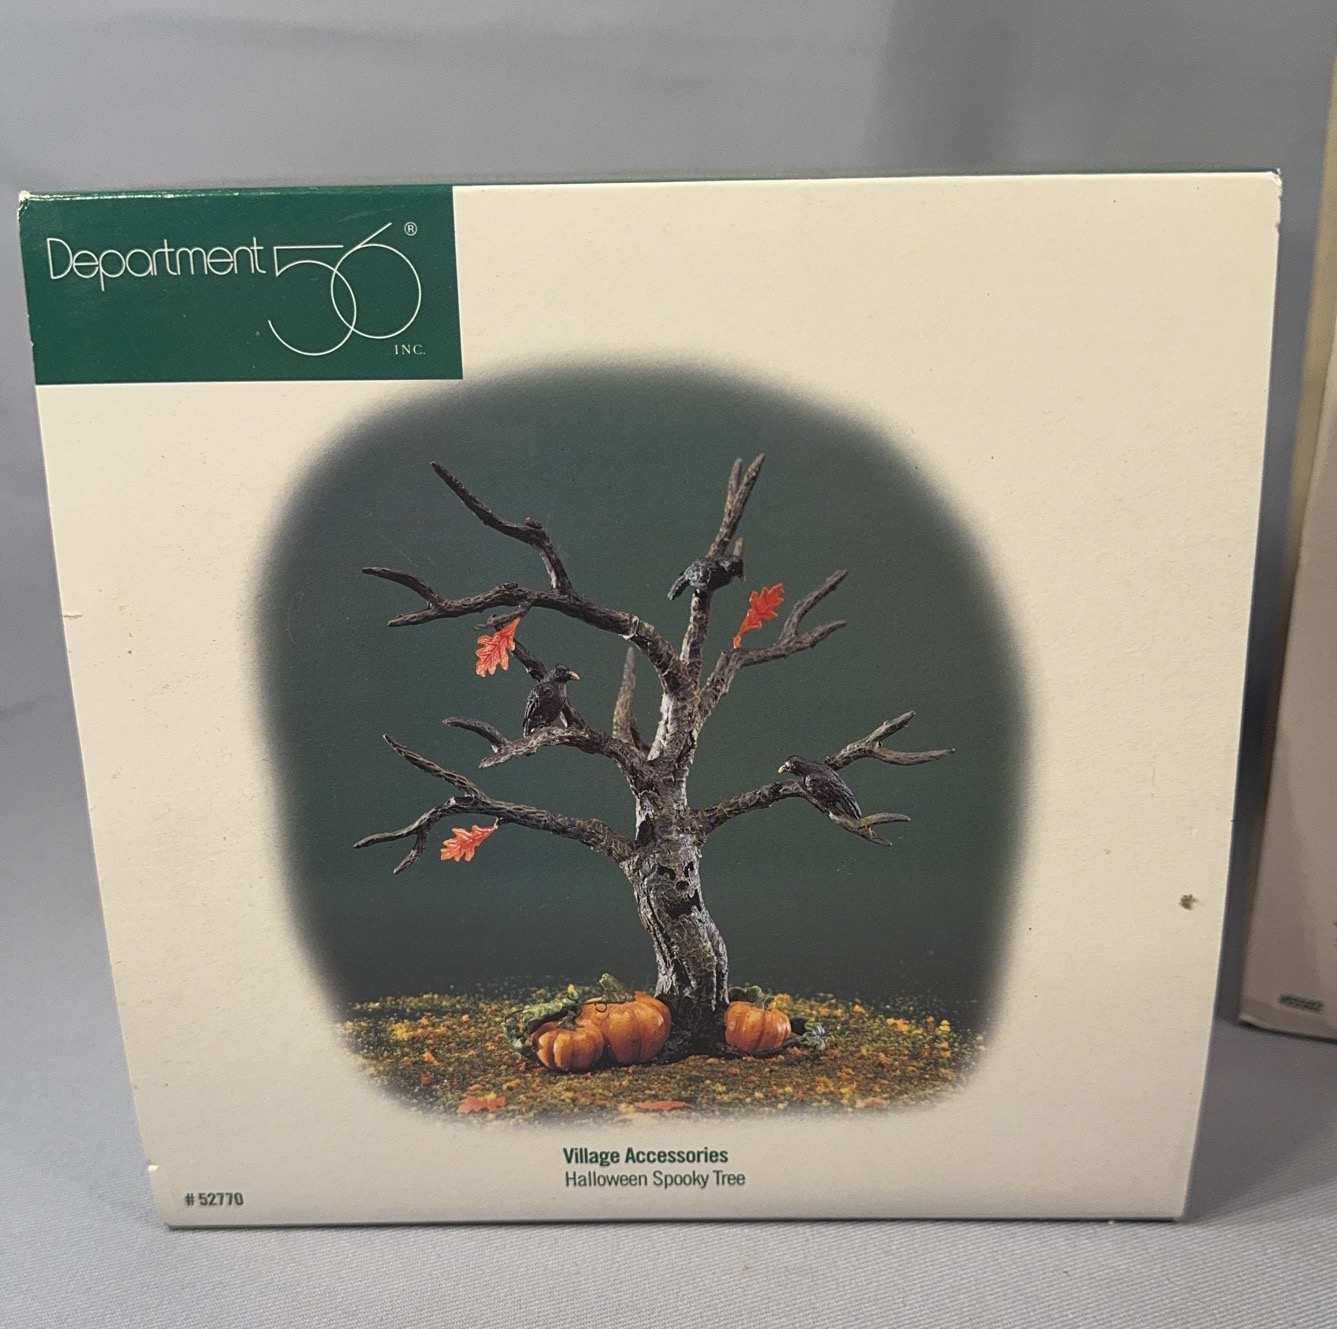 Department 56®
INC.
Village Accessories
Halloween Spooky Tree
# 52770